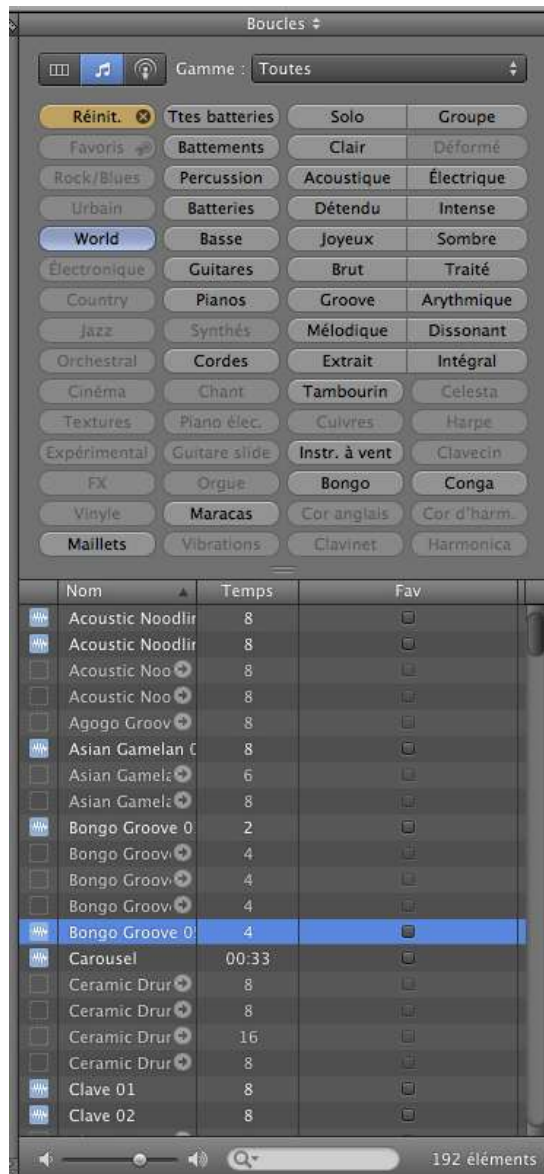 Boucles
Gamme : Toutes
Réinit. Ttes batteries Solo Groupe
Favoris Battements Clair Déformé
Rock/Blues Percussion Acoustique Électrique
Urbain Batteries Détendu Intense
World Basse Joyeux Sombre
Électronique Guitares Brut Traité
Country Pianos Groove Arythmique
Jazz Synthés Mélodique Dissonant
Orchestral Cordes Extrait Intégral
Cinéma Chant Tambourin Celesta
Textures Piano élec. Cuivres Harpe
Expérimental Guitare slide Instr. à vent Clavecin
FX Orgue Bongo Conga
Vinyle Maracas Cor anglais Cor d'harm.
Maillets Vibrations Clavinet Harmonica
Nom Temps Fav
Acoustic Noodlin 8
Acoustic Noodlin 8
Acoustic Noo 8
Acoustic Noo 8
Agogo Groov 8
Asian Gamelan 0 8
Asian Gamela 6
Asian Gamela 8
Bongo Groove 0 2
Bongo Groov 4
Bongo Groov 4
Bongo Groov 4
Bongo Groove 0 4
Carousel 00:33
Ceramic Drur 8
Ceramic Drur 8
Ceramic Drur 16
Ceramic Drur 8
Clave 01 8
Clave 02 8
192 éléments